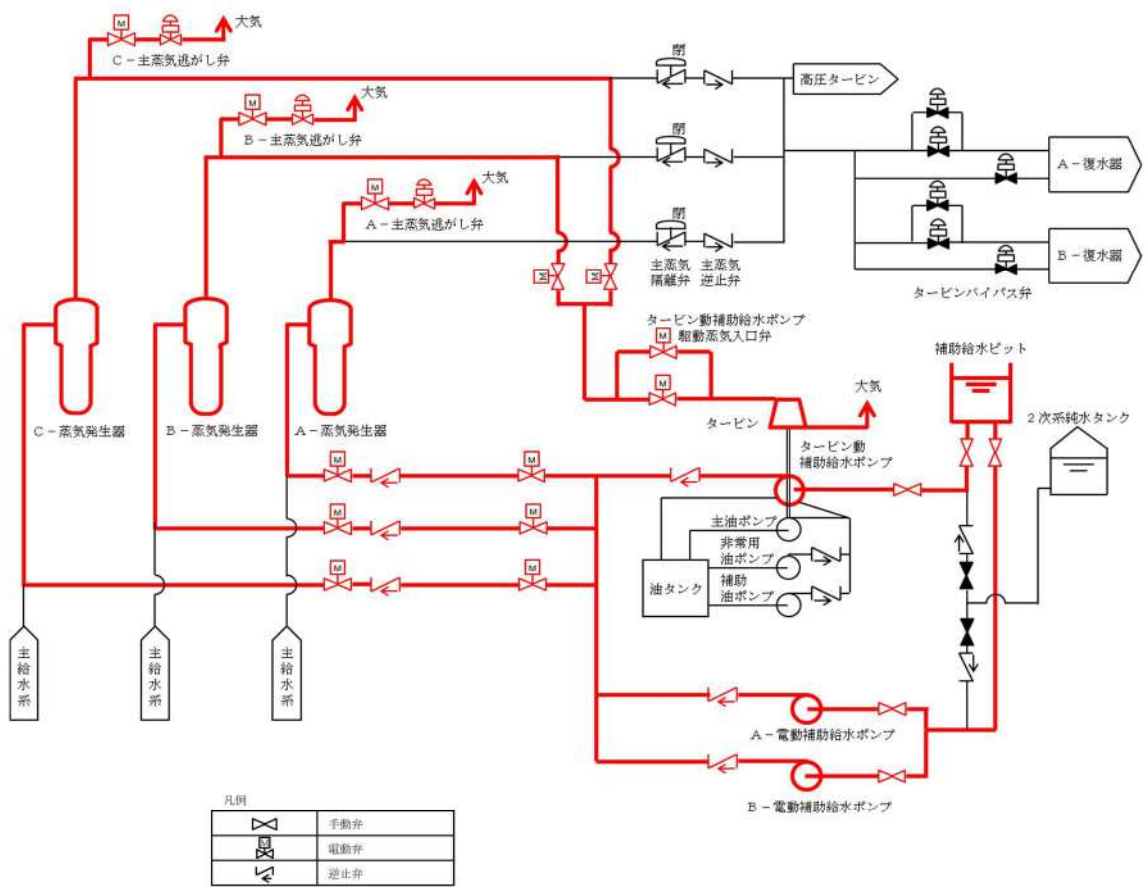 大気
M
C－主蒸気逃がし弁
大気
M
B－主蒸気逃がし弁
大気
M
A－主蒸気逃がし弁
閉
閉
閉
主蒸気
隔離弁
主蒸気
逆止弁
高圧タービン
A－復水器
B－復水器
タービンバイパス弁
M
M
タービン動補助給水ポンプ
駆動蒸気入口弁
M
M
タービン
大気
補助給水ピット
2次系純水タンク
C－蒸気発生器
B－蒸気発生器
A－蒸気発生器
タービン動
補助給水ポンプ
M
M
M
M
M
M
主油ポンプ
非常用
油ポンプ
補助
油ポンプ
油タンク
主給水系
主給水系
主給水系
A－電動補助給水ポンプ
B－電動補助給水ポンプ
凡例
手動弁
M
電動弁
逆止弁